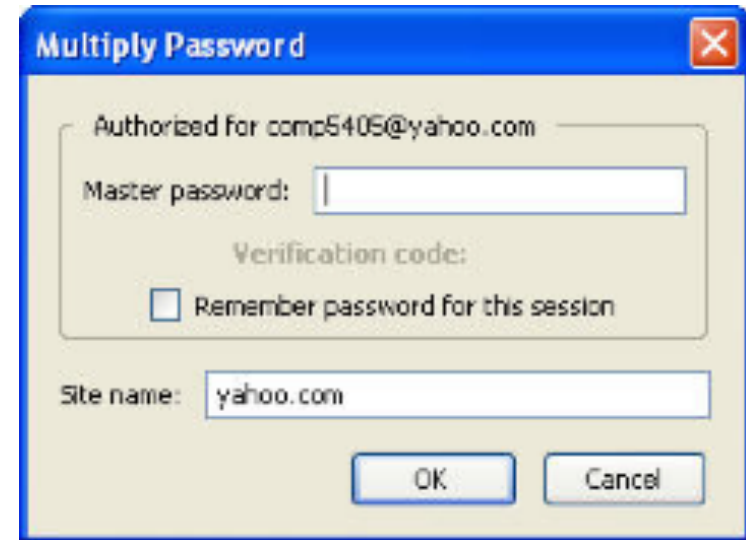 Multiply Password
Authorized for comp5405@yahoo.com
Master password:
Verification code:
Remember password for this session
Site name: yahoo.com
OK Cancel